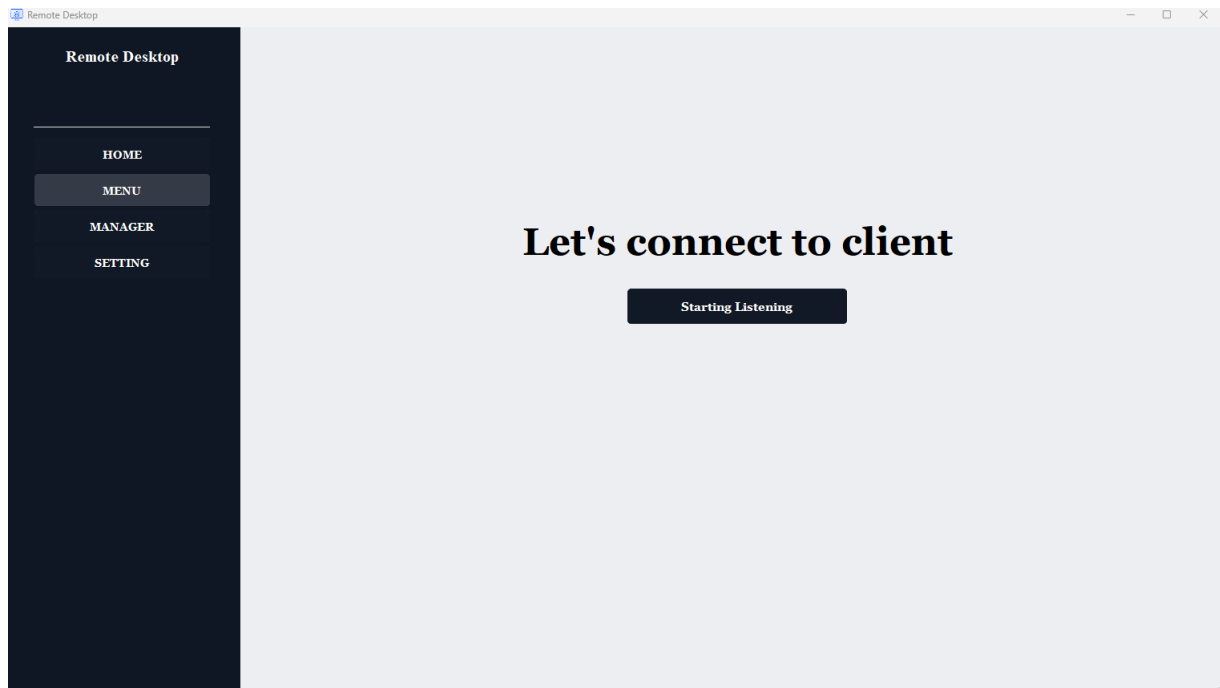 Remote Desktop
Remote Desktop
HOME
MENU
MANAGER
SETTING
Let's connect to client
Starting Listening